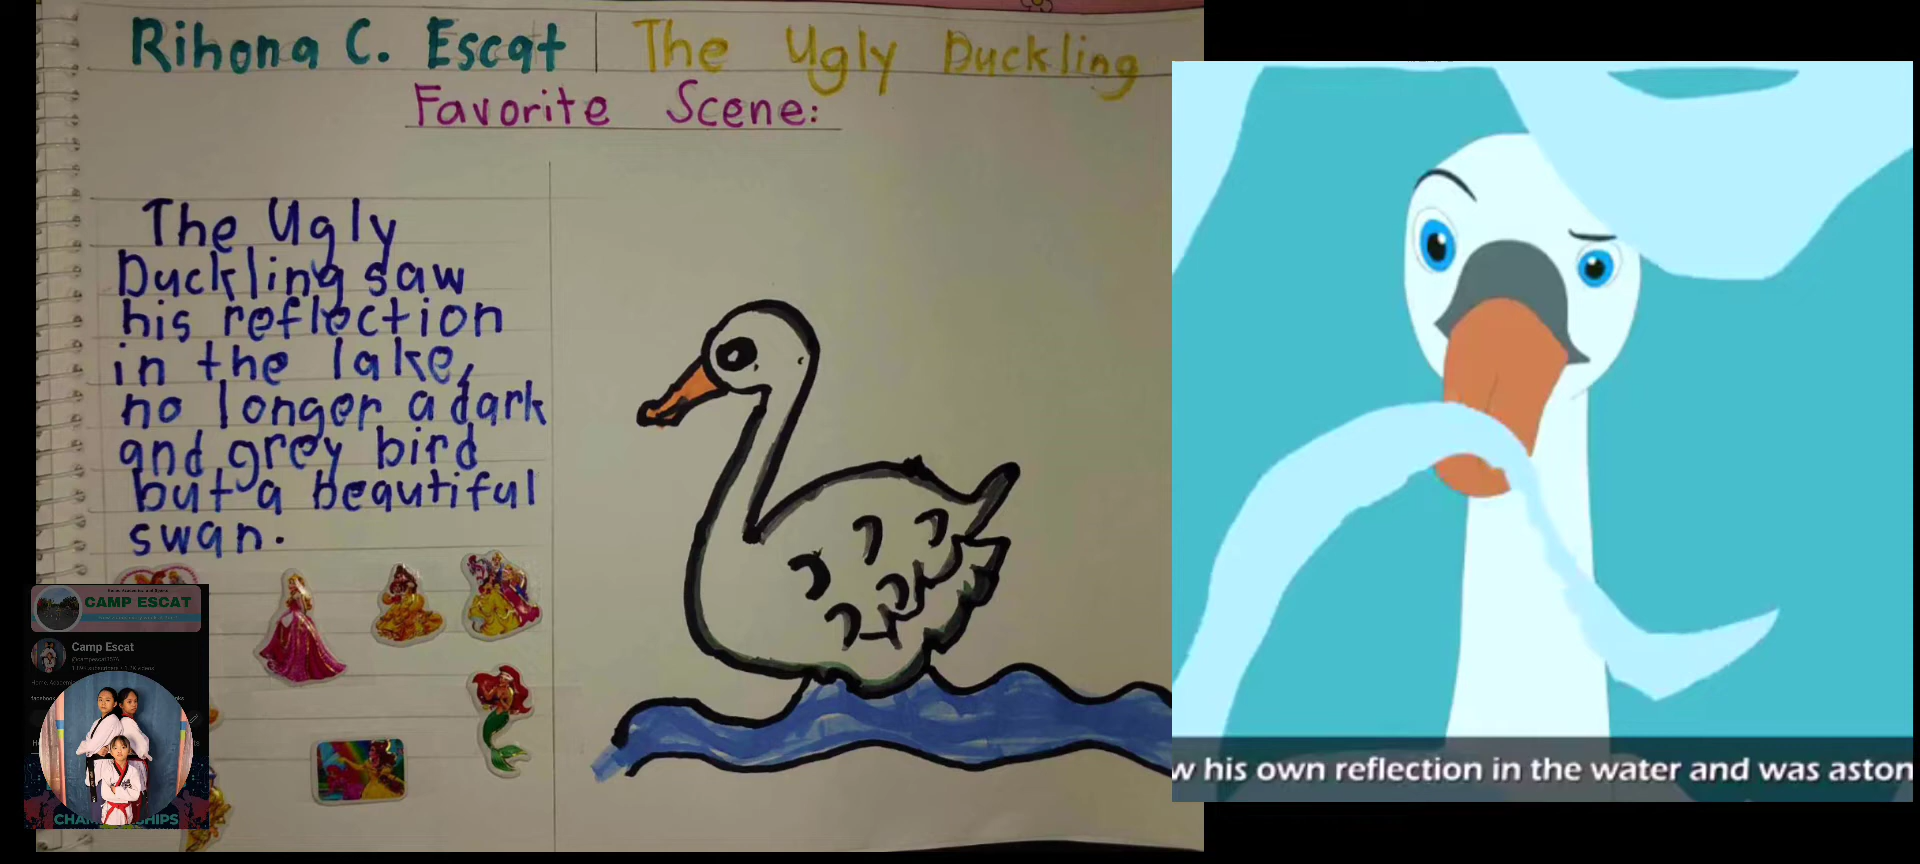 Rihona C. Escat | The Ugly Duckling
Favorite Scene:
The Ugly
Duckling saw
his reflection
in the lake,
no longer a dark
and grey bird
but a beautiful
swan.
CAMP ESCAT
Camp Escat
w his own reflection in the water and was aston